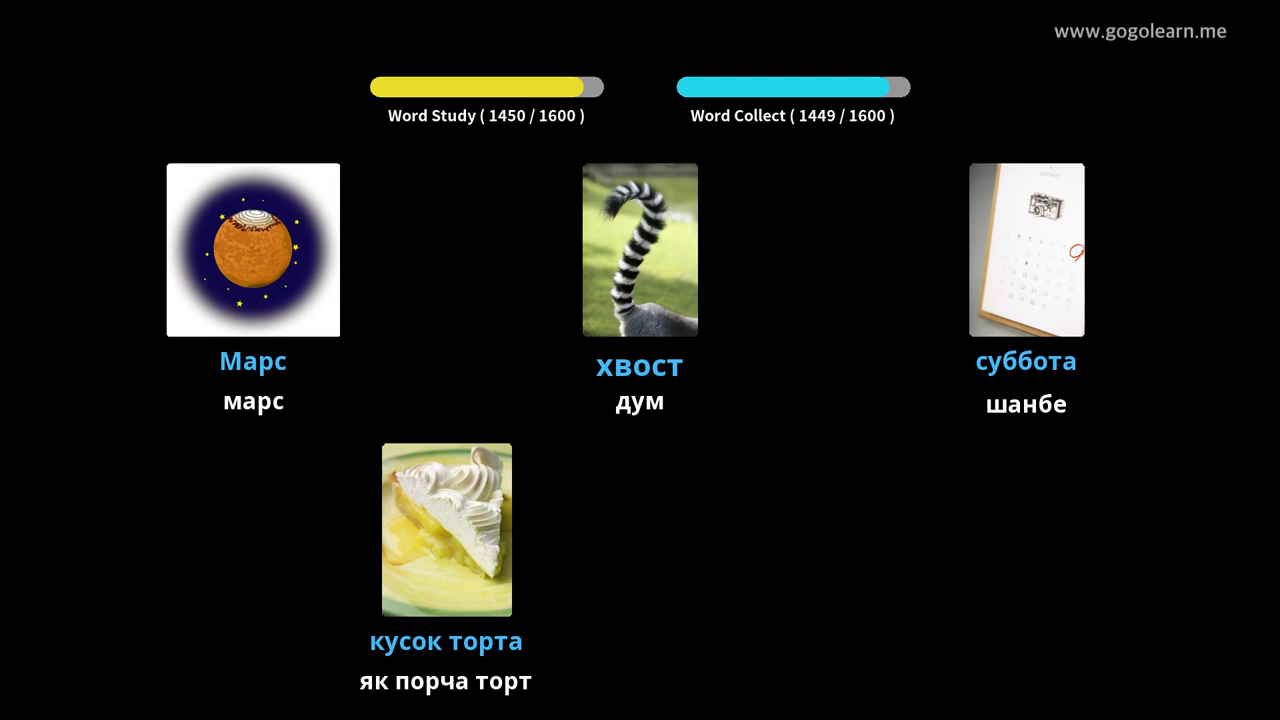 www.gogolearn.me
Word Study ( 1450 / 1600 )
Word Collect ( 1449 / 1600 )
Марс
марс
хвост
дум
суббота
шанбе
кусок торта
як порча торт